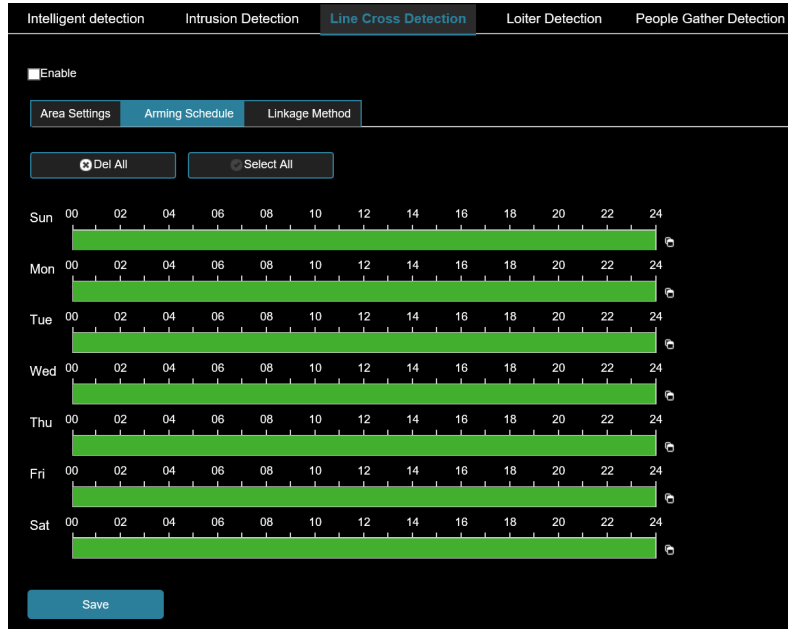 Intelligent detection Intrusion Detection Line Cross Detection Loiter Detection People Gather Detection
Enable
Area Settings Arming Schedule Linkage Method
Del All Select All
Sun 00 02 04 06 08 10 12 14 16 18 20 22 24
Mon 00 02 04 06 08 10 12 14 16 18 20 22 24
Tue 00 02 04 06 08 10 12 14 16 18 20 22 24
Wed 00 02 04 06 08 10 12 14 16 18 20 22 24
Thu 00 02 04 06 08 10 12 14 16 18 20 22 24
Fri 00 02 04 06 08 10 12 14 16 18 20 22 24
Sat 00 02 04 06 08 10 12 14 16 18 20 22 24
Save